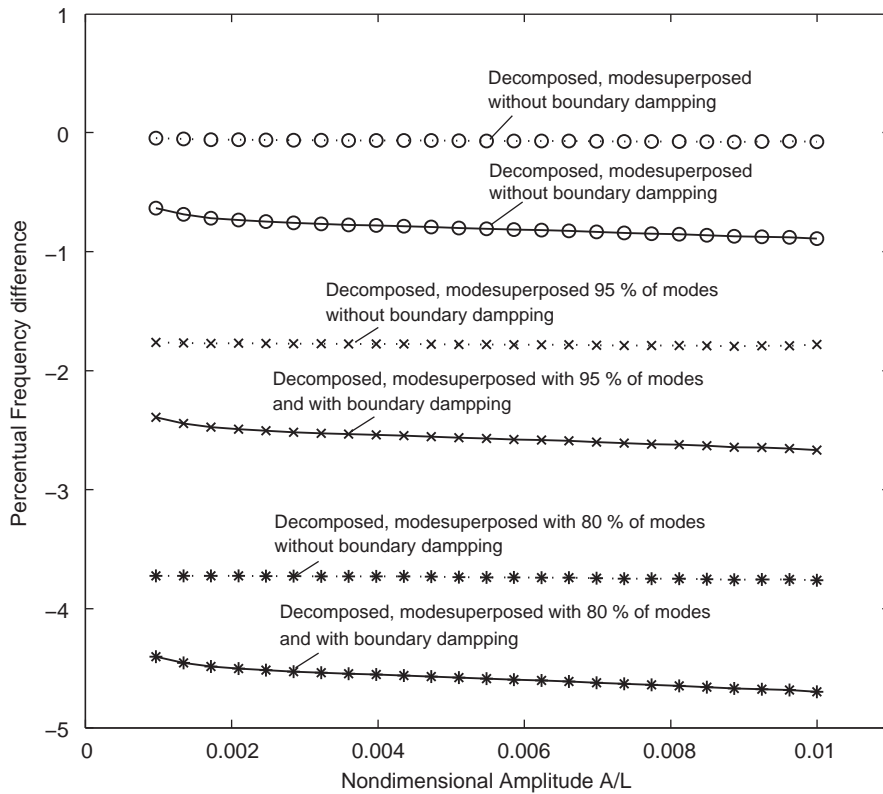 1
Decomposed, modesuperposed
without boundary dampping
0
Decomposed, modesuperposed
without boundary dampping
–1
Decomposed, modesuperposed 95 % of modes
without boundary dampping
–2
Decomposed, modesuperposed with 95 % of modes
and with boundary dampping
–3
Decomposed, modesuperposed with 80 % of modes
without boundary dampping
–4
Decomposed, modesuperposed with 80 % of modes
and with boundary dampping
–5
0 0.002 0.004 0.006 0.008 0.01
Nondimensional Amplitude A/L
Percentual Frequency difference